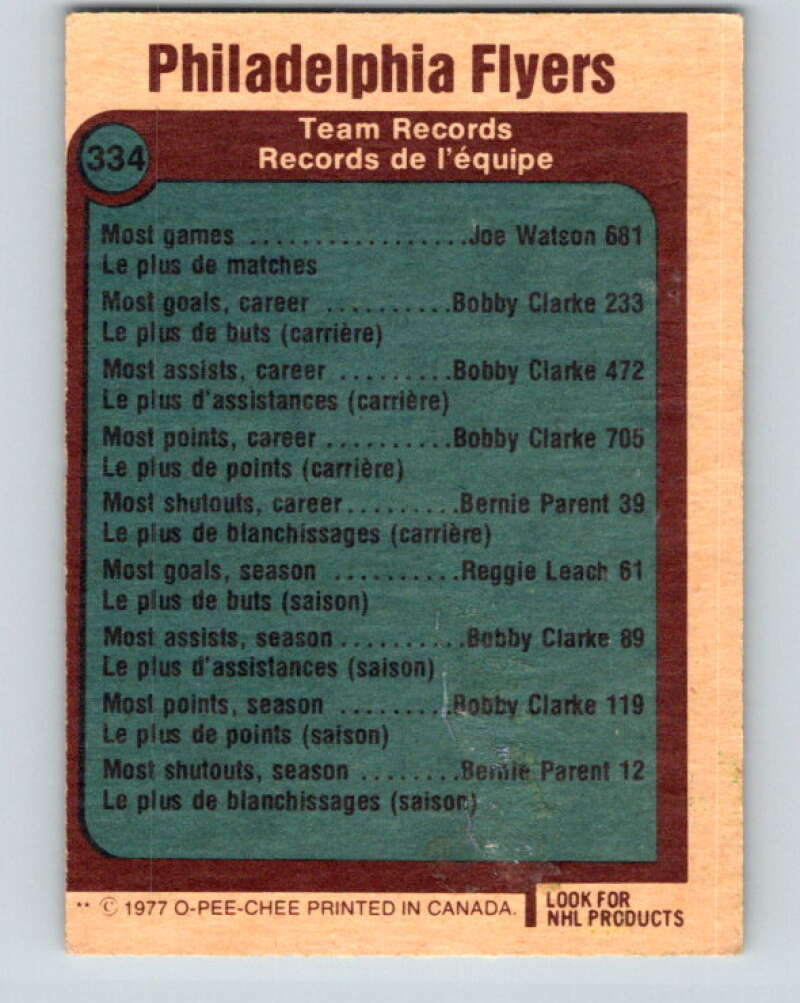 Philadelphia Flyers
Team Records
334
Records de l'équipe
Most games ..................Joe Watson 681
Le plus de matches
Most goals, career ..........Bobby Clarke 233
Le plus de buts (carrière)
Most assists, career .........Bobby Clarke 472
Le plus d'assistances (carrière)
Most points, career ..........Bobby Clarke 705
Le plus de points (carrière)
Most shutouts, career.........Bernie Parent 39
Le plus de blanchissages (carrière)
Most goals, season ..........Reggie Leach 61
Le plus de buts (saison)
Most assists, season ..........Bobby Clarke 89
Le plus d'assistances (saison)
Most points, season .........Bobby Clarke 119
Le plus de points (saison)
Most shutouts, season ........Bernie Parent 12
Le plus de blanchissages (saison)
** © 1977 O-PEE-CHEE PRINTED IN CANADA.
LOOK FOR
NHL PRODUCTS